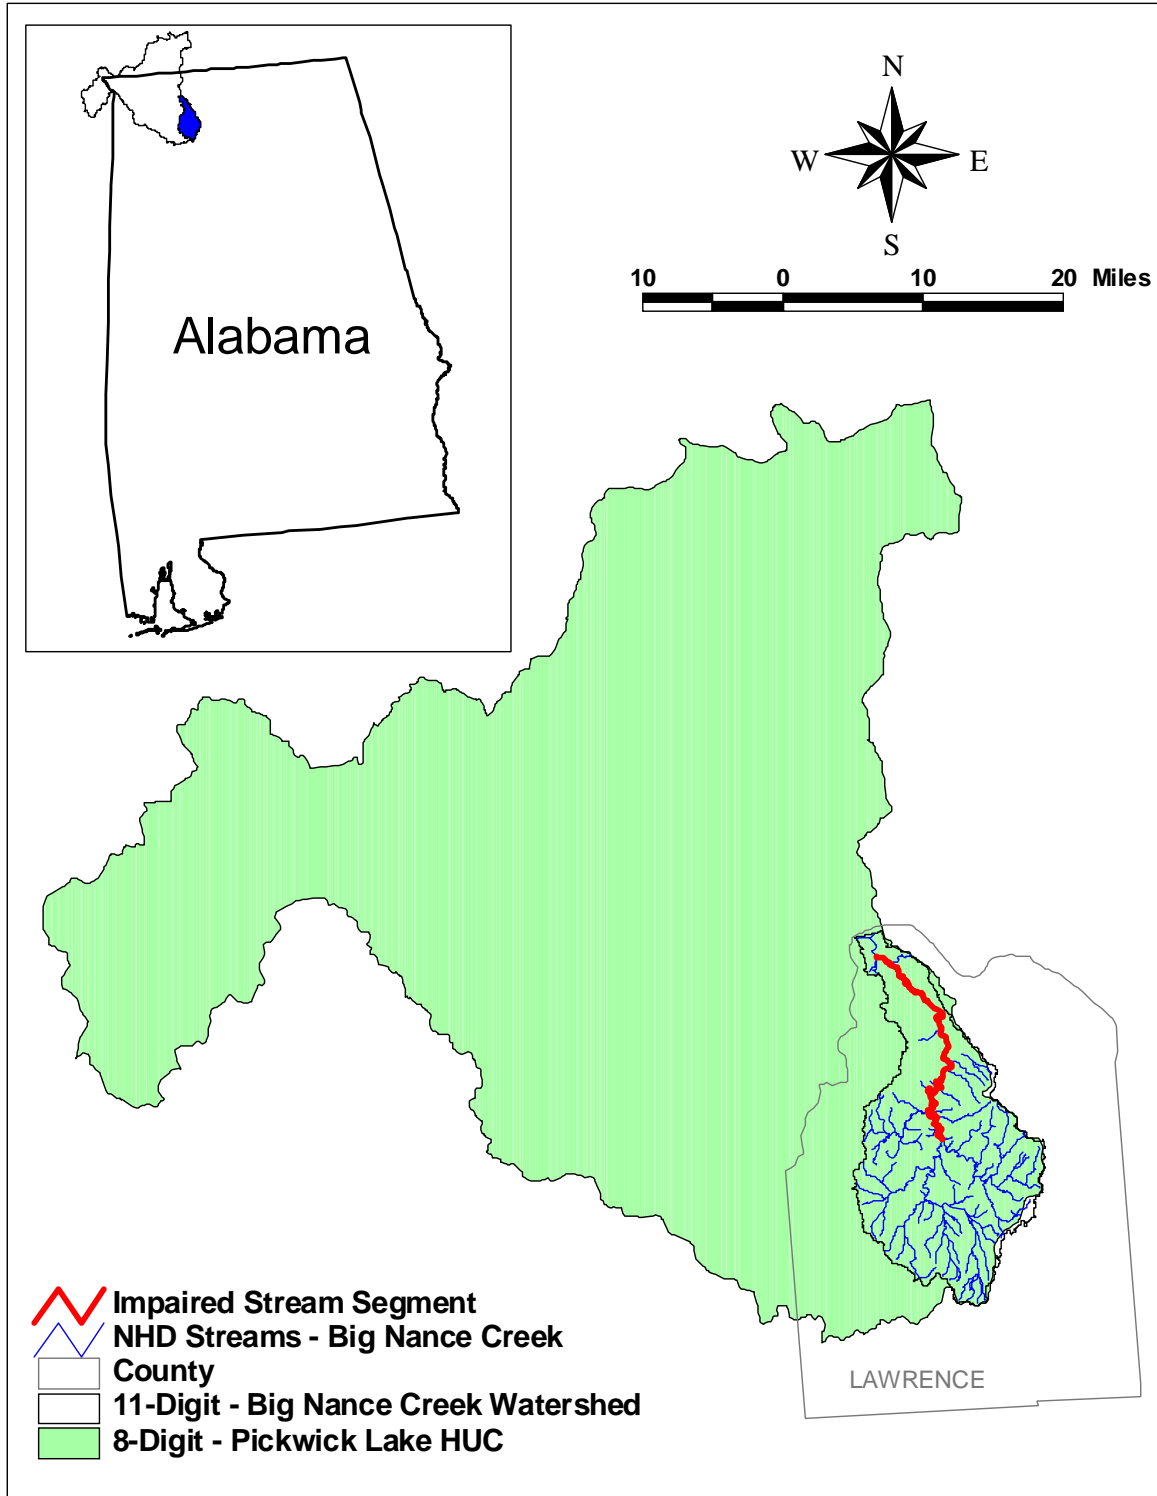 Alabama
N
W E
S
10 0 10 20 Miles
Impaired Stream Segment
NHD Streams - Big Nance Creek
County
11-Digit - Big Nance Creek Watershed
8-Digit - Pickwick Lake HUC
LAWRENCE